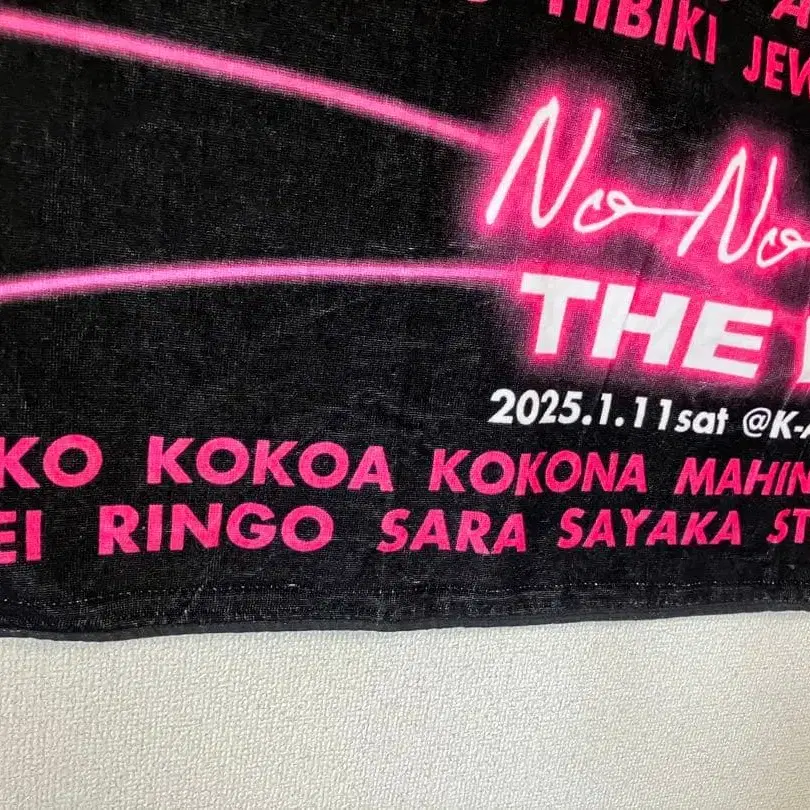 HIBIKI JEW
No-No
THE
2025.1.11sat @K-A
KO KOKOA KOKONA MAHIN
EI RINGO SARA SAYAKA ST